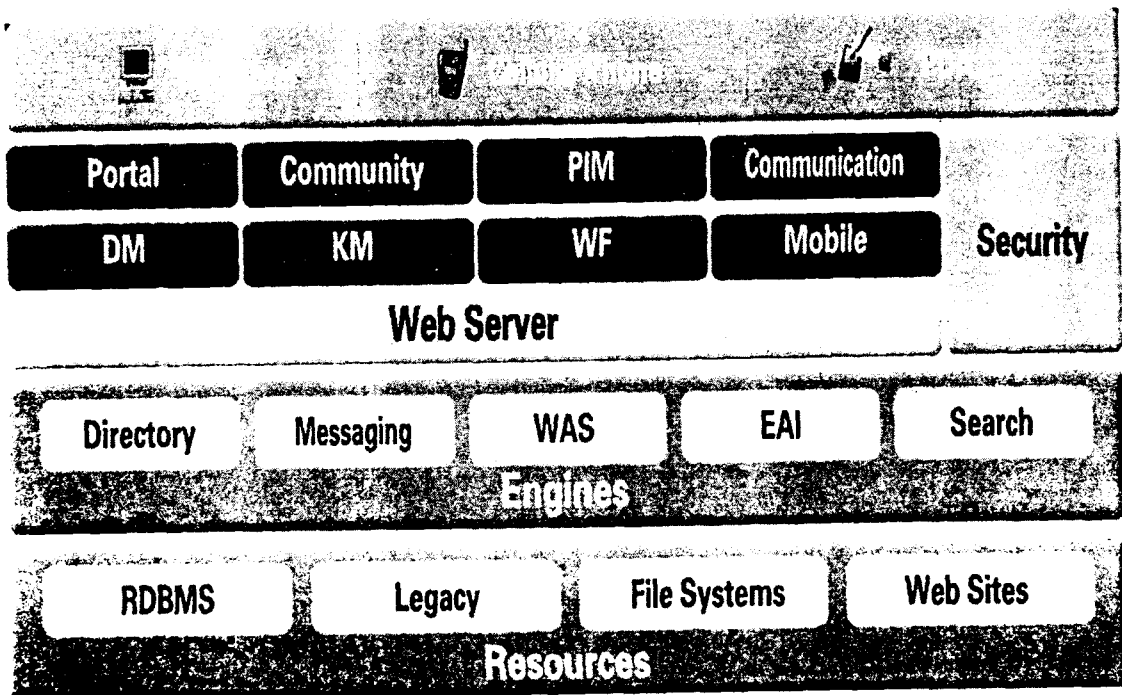 Portal Community PIM Communication
DM KM WF Mobile
Security
Web Server
Directory Messaging WAS EAI Search
Engines
RDBMS Legacy File Systems Web Sites
Resources